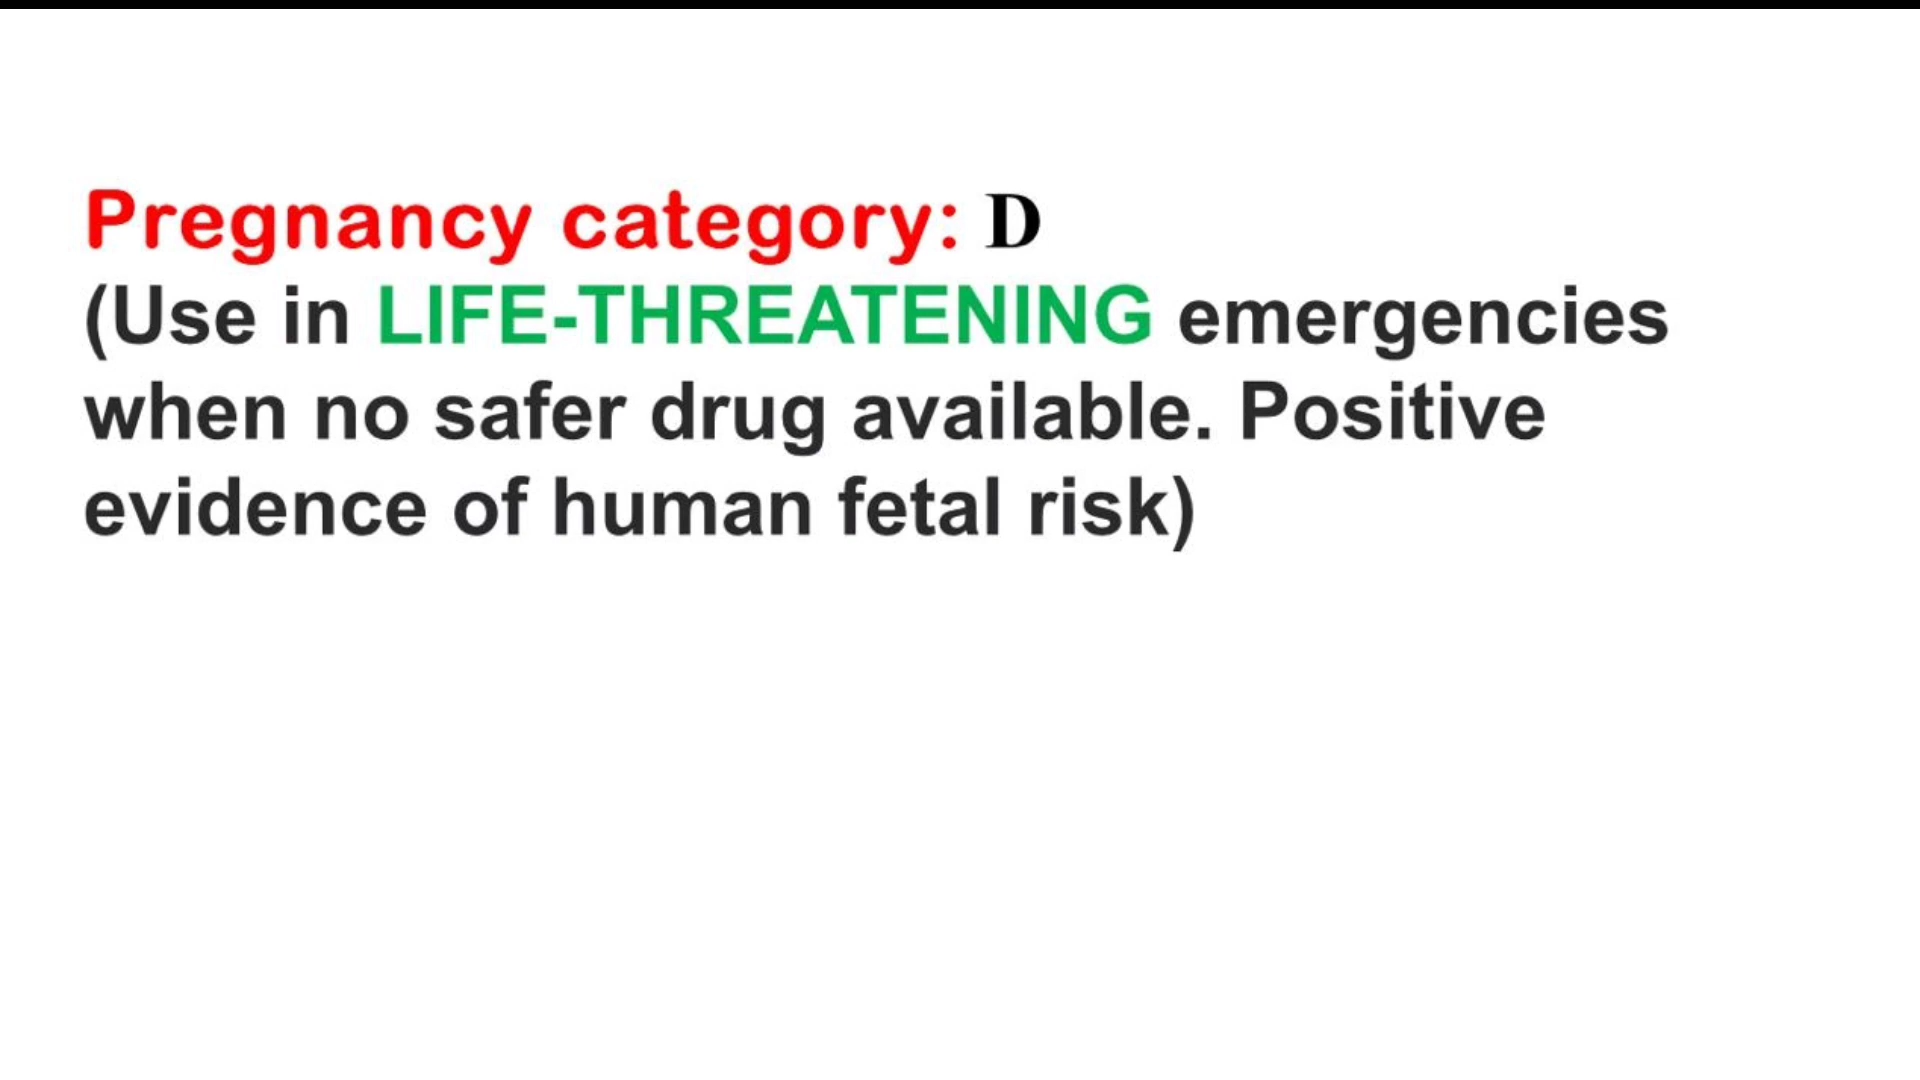 Pregnancy category: D
(Use in LIFE-THREATENING emergencies
when no safer drug available. Positive
evidence of human fetal risk)